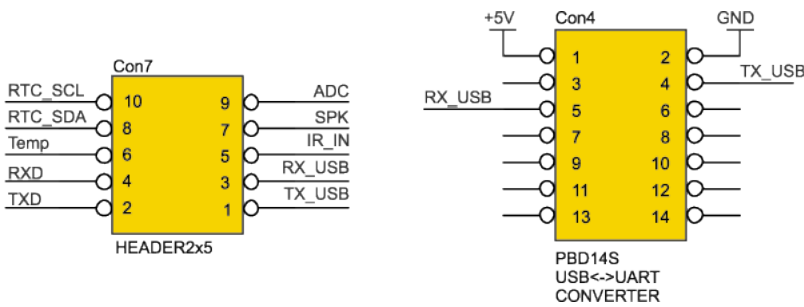 Con7
RTC_SCL 10 9 ADC
RTC_SDA 8 7 SPK
Temp 6 5 IR_IN
RXD 4 3 RX_USB
TXD 2 1 TX_USB
HEADER2x5
+5V Con4 GND
1 2
3 4 TX_USB
RX_USB 5 6
7 8
9 10
11 12
13 14
PBD14S
USB<->UART
CONVERTER